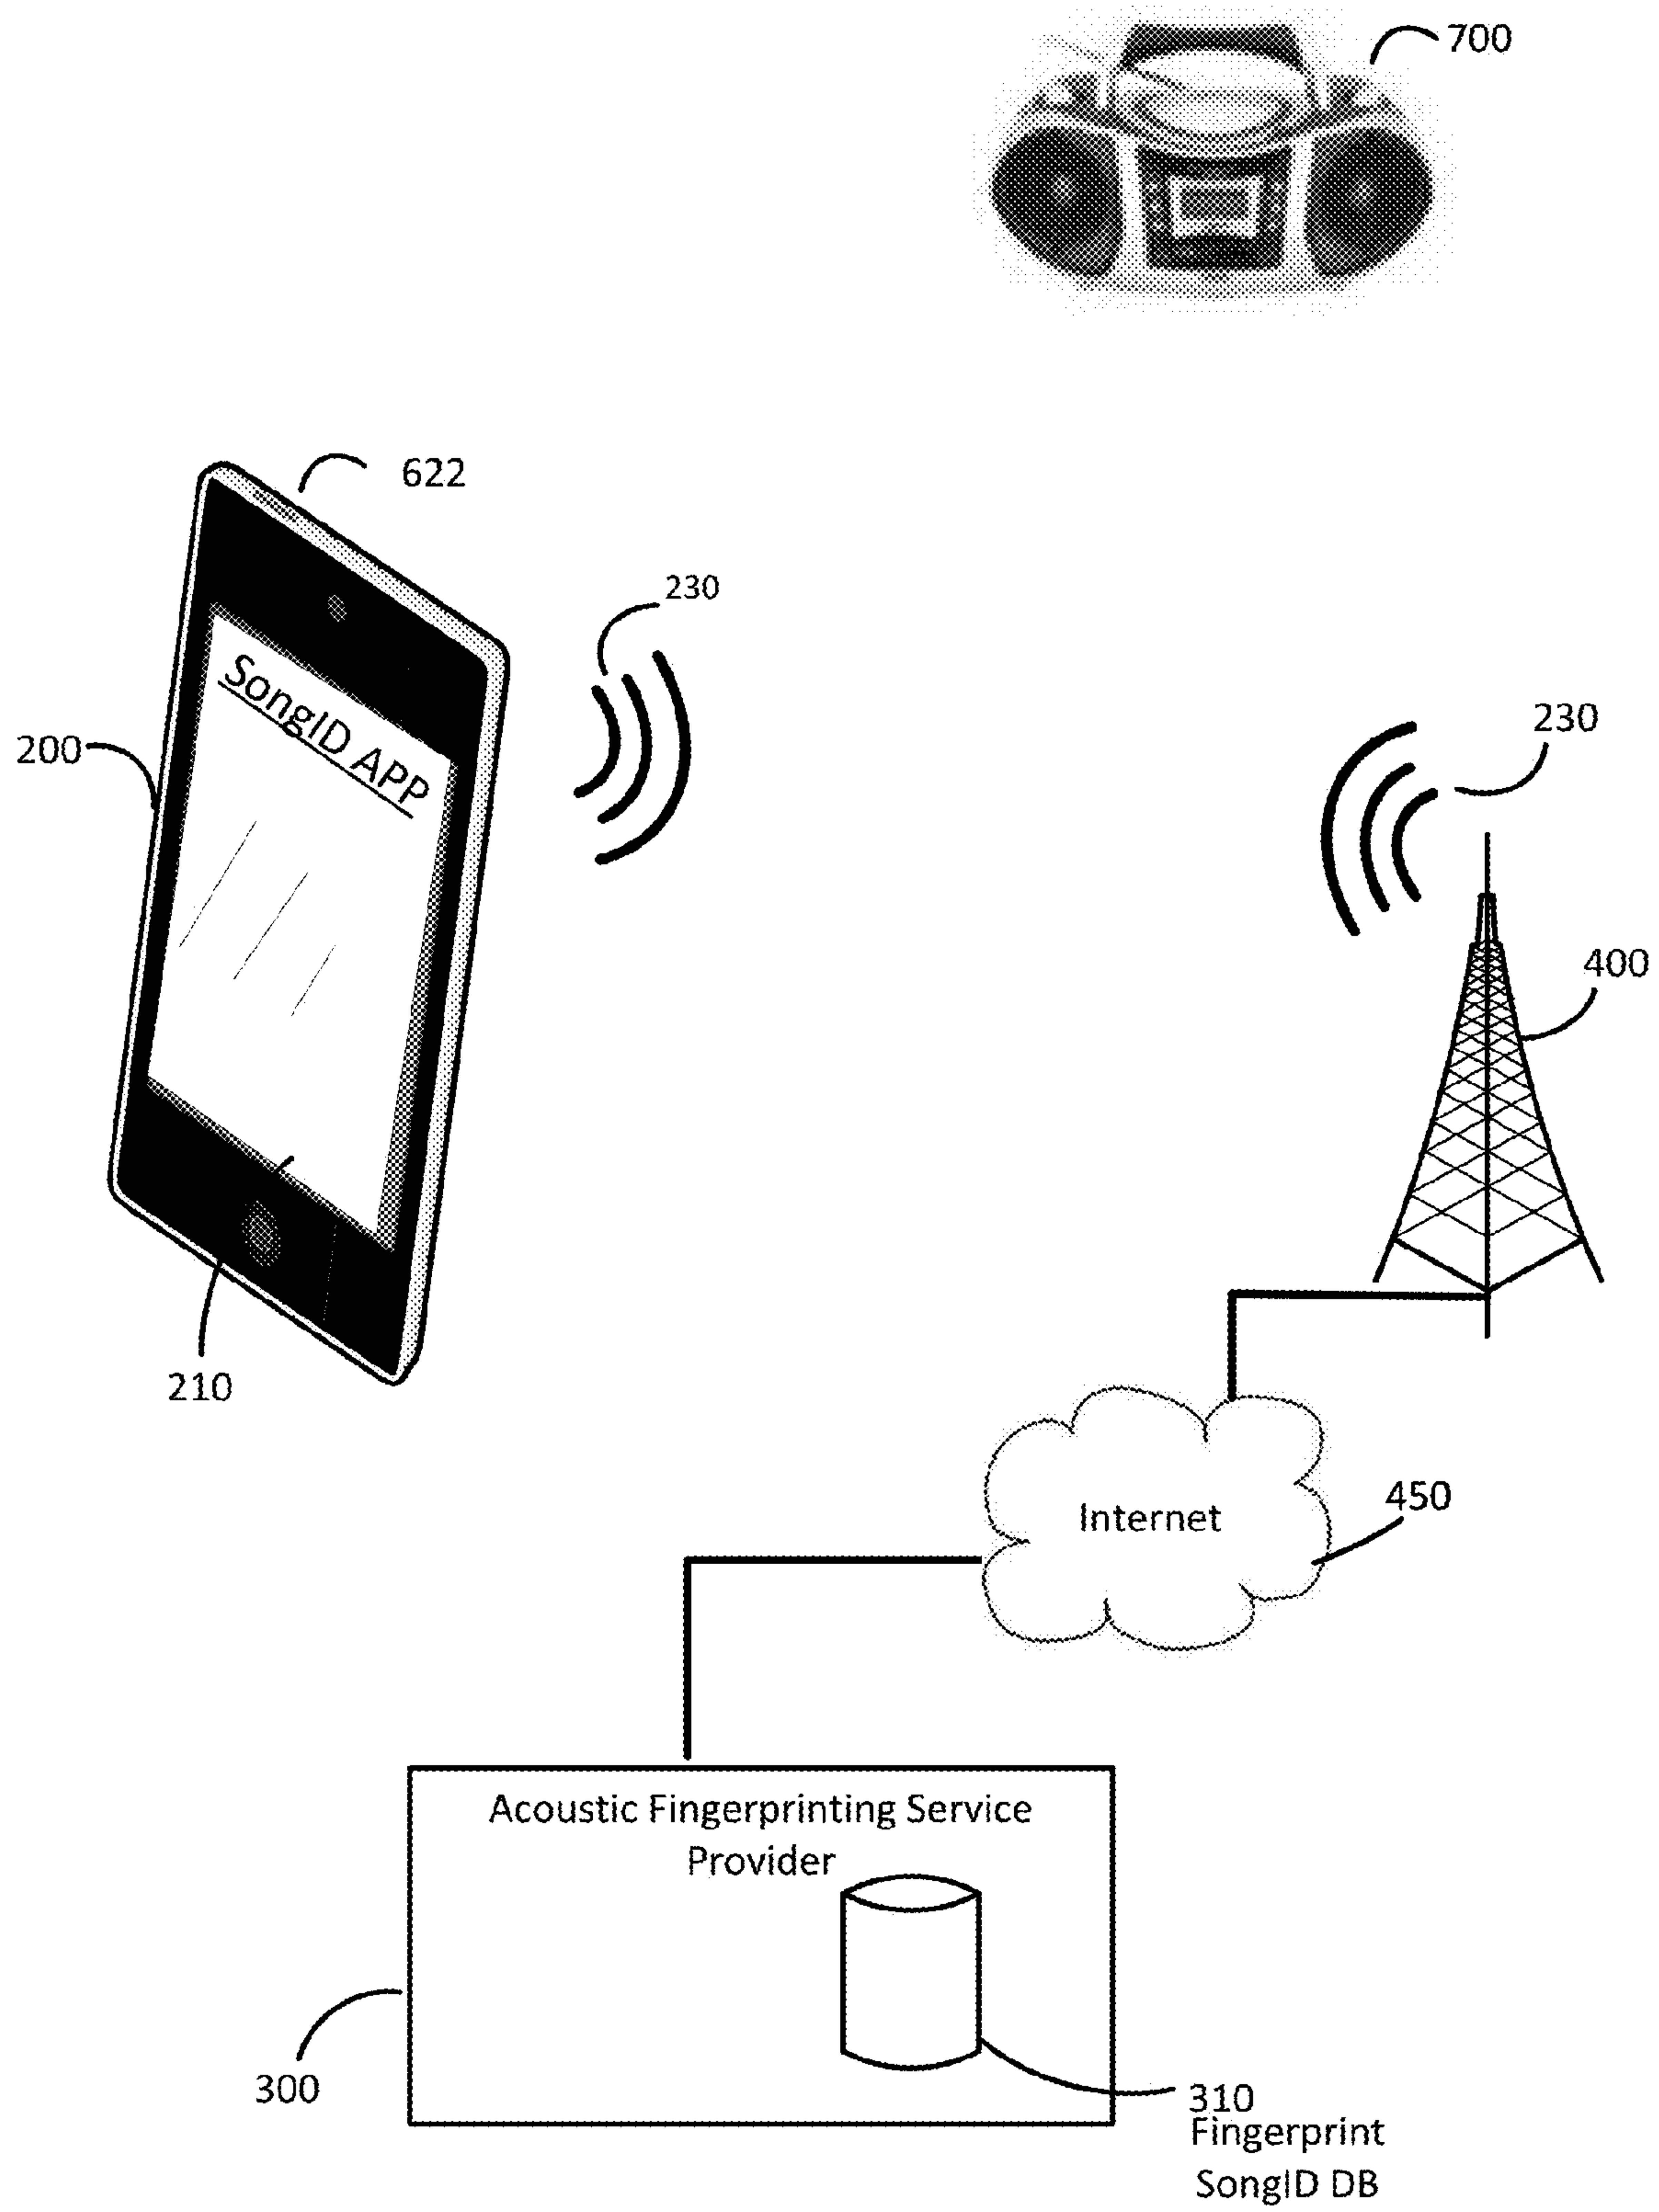 700
622
230
SongID APP
200
230
400
210
Internet
450
Acoustic Fingerprinting Service
Provider
300
310
Fingerprint
SongID DB